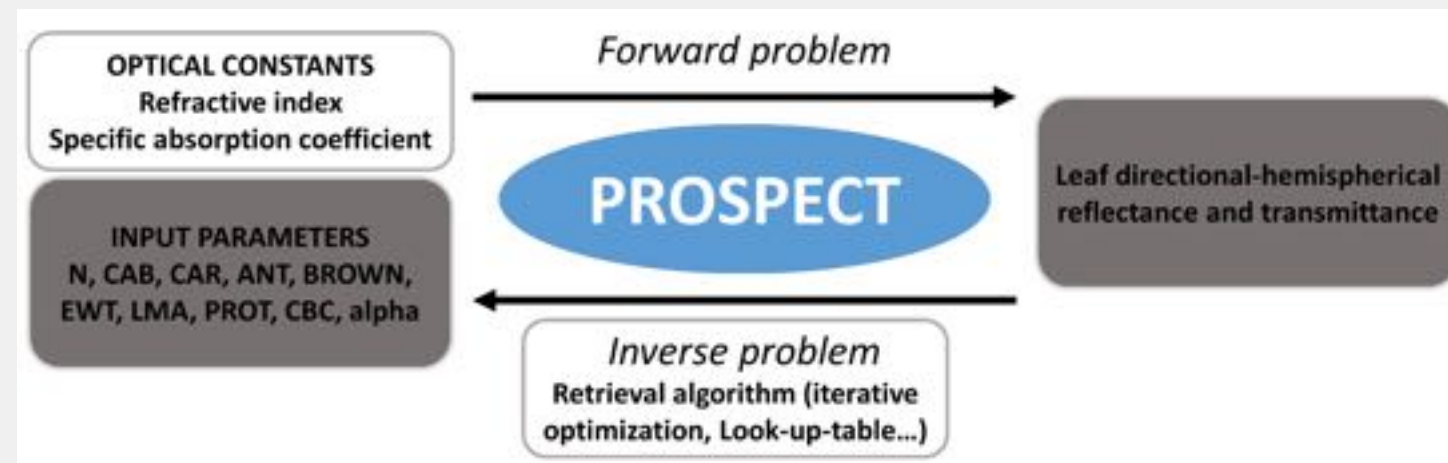 OPTICAL CONSTANTS
Refractive index
Specific absorption coefficient
INPUT PARAMETERS
N, CAB, CAR, ANT, BROWN,
EWT, LMA, PROT, CBC, alpha
Forward problem
PROSPECT
Inverse problem
Retrieval algorithm (iterative
optimization, Look-up-table...)
Leaf directional-hemispherical
reflectance and transmittance